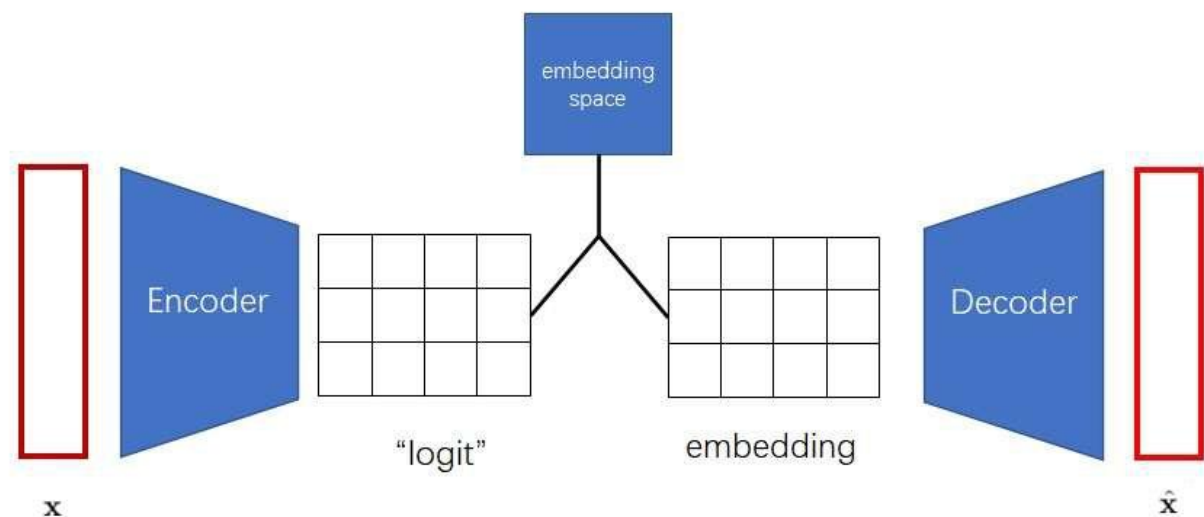 embedding
space
Encoder
Decoder
“logit”
embedding
x
x̂